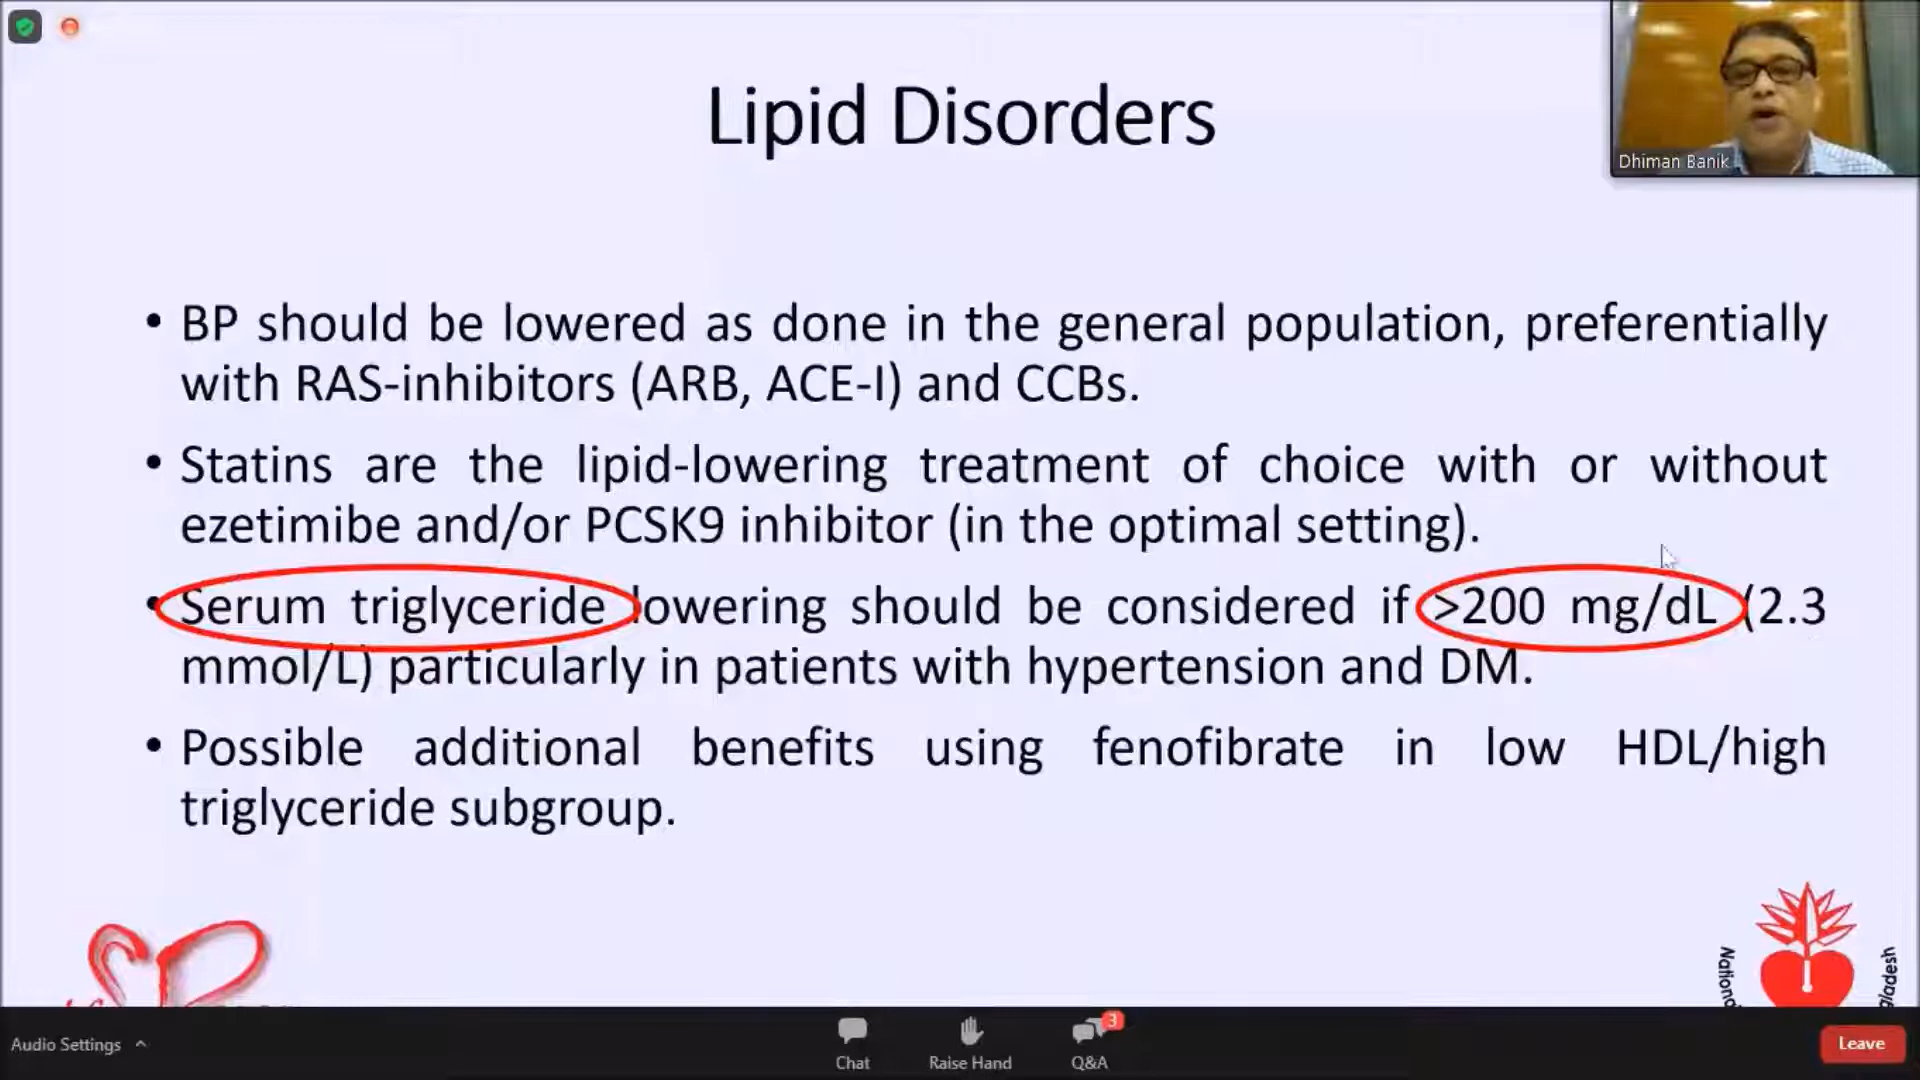 Lipid Disorders
Dhiman Banik
• BP should be lowered as done in the general population, preferentially
with RAS-inhibitors (ARB, ACE-I) and CCBs.
• Statins are the lipid-lowering treatment of choice with or without
ezetimibe and/or PCSK9 inhibitor (in the optimal setting).
• Serum triglyceride lowering should be considered if >200 mg/dL (2.3
mmol/L) particularly in patients with hypertension and DM.
• Possible additional benefits using fenofibrate in low HDL/high
triglyceride subgroup.
Audio Settings
Chat
Raise Hand
3
Q&A
Leave